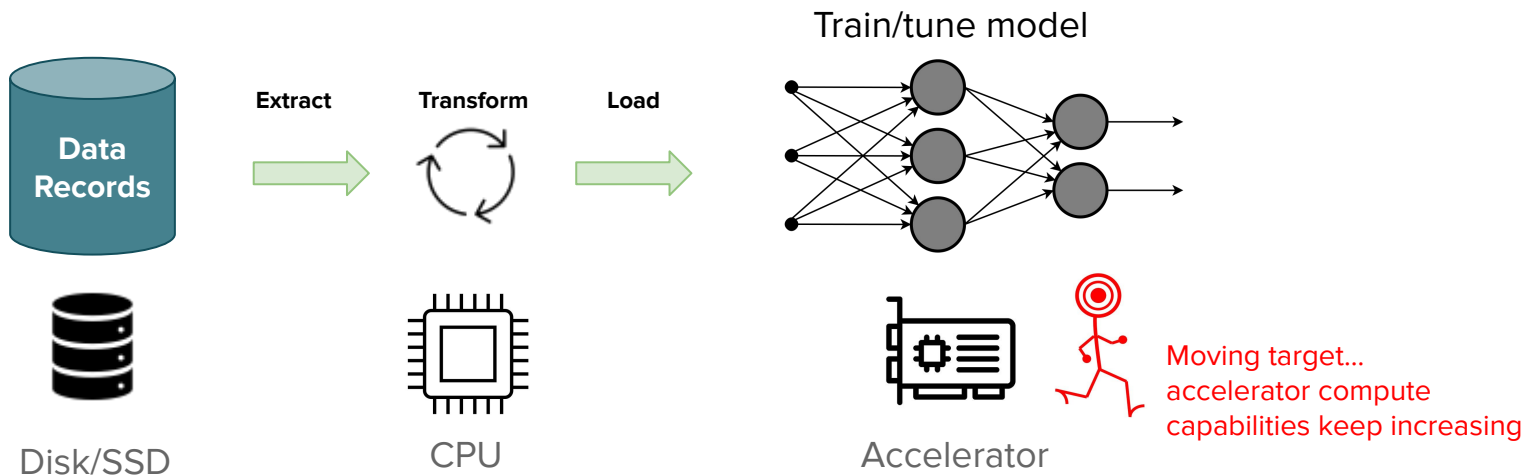 Train/tune model
Data
Records
Extract
Transform
Load
Moving target...
accelerator compute
capabilities keep increasing
Disk/SSD
CPU
Accelerator